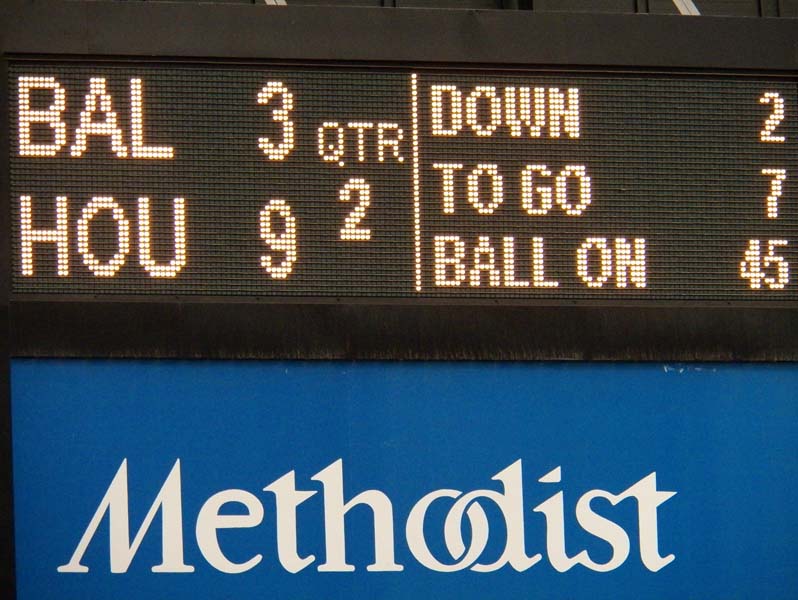 BAL 3 QTR
HOU 9 2
DOWN 2
TO GO 7
BALL ON 45
Methodist